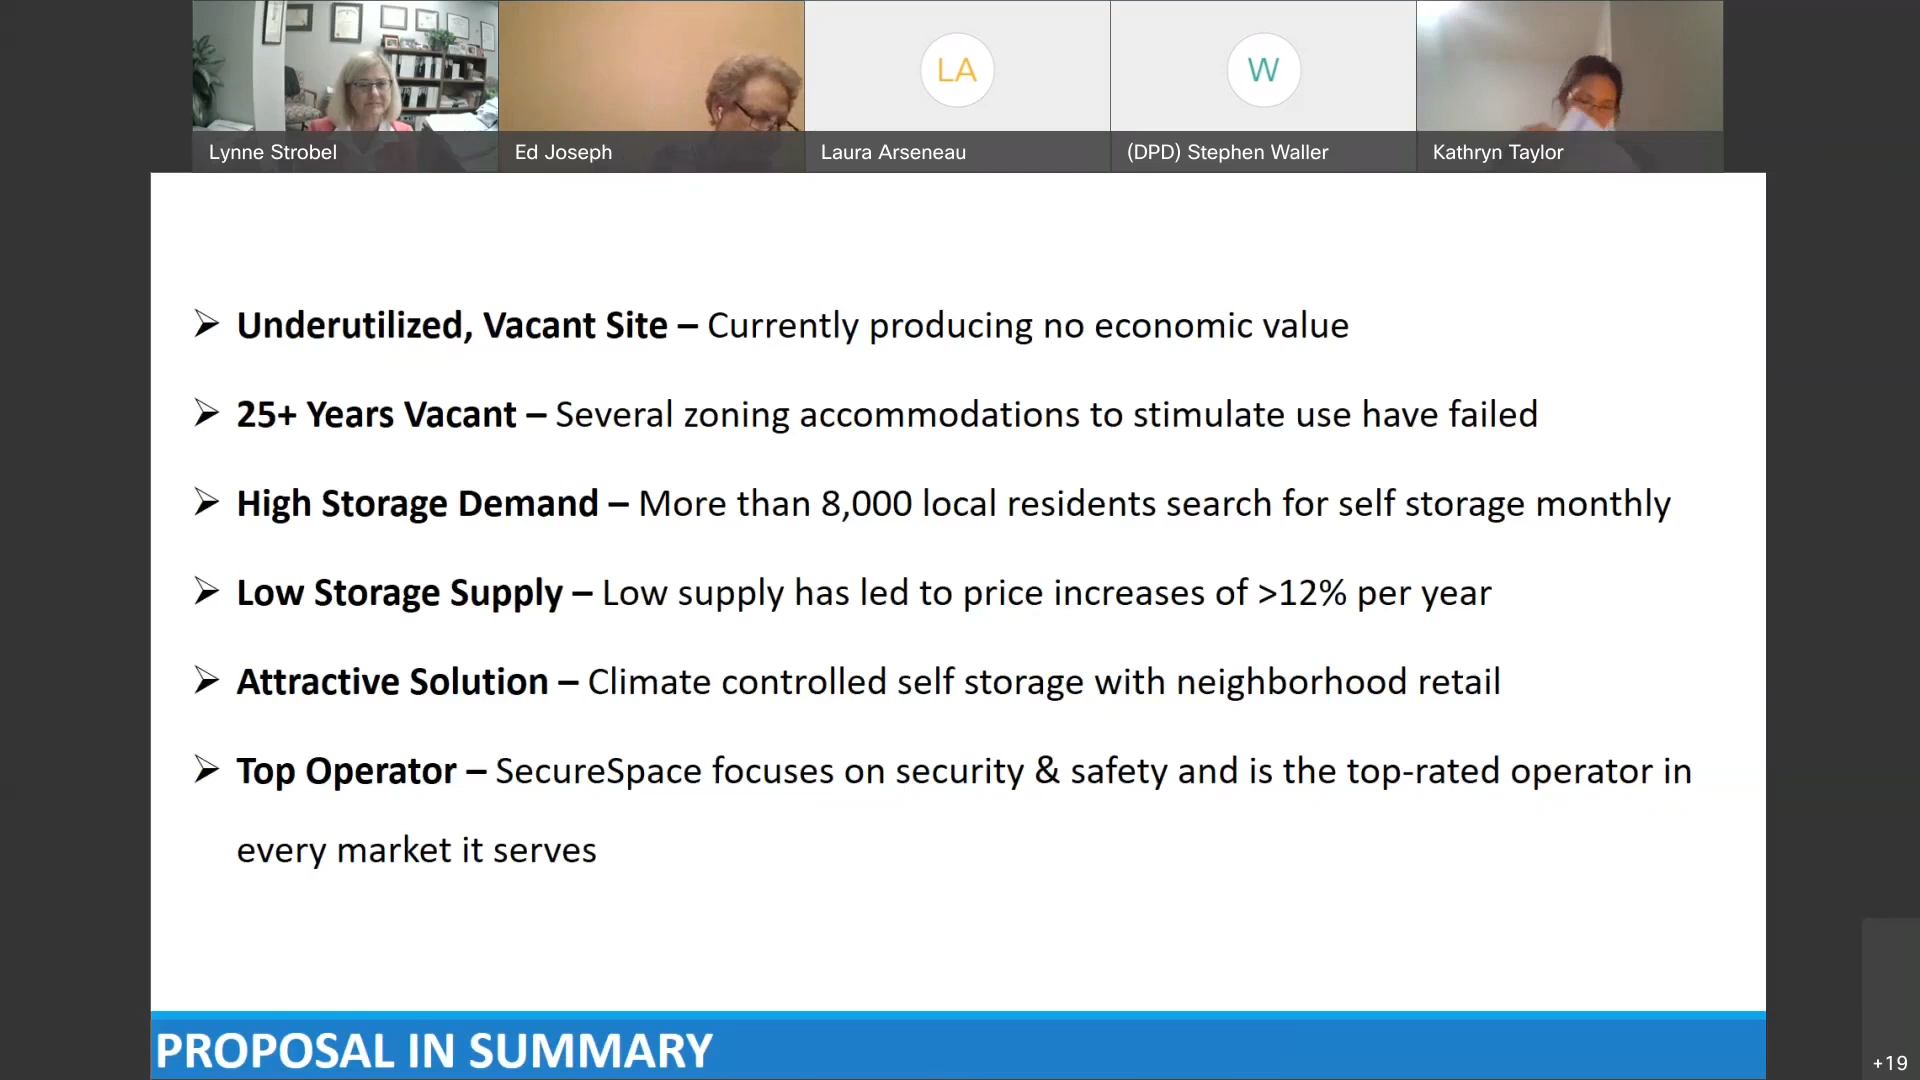 LA
W
Lynne Strobel
Ed Joseph
Laura Arseneau
(DPD) Stephen Waller
Kathryn Taylor
➢ Underutilized, Vacant Site – Currently producing no economic value
➢ 25+ Years Vacant – Several zoning accommodations to stimulate use have failed
➢ High Storage Demand – More than 8,000 local residents search for self storage monthly
➢ Low Storage Supply – Low supply has led to price increases of >12% per year
➢ Attractive Solution – Climate controlled self storage with neighborhood retail
➢ Top Operator – SecureSpace focuses on security & safety and is the top-rated operator in
every market it serves
PROPOSAL IN SUMMARY
+19